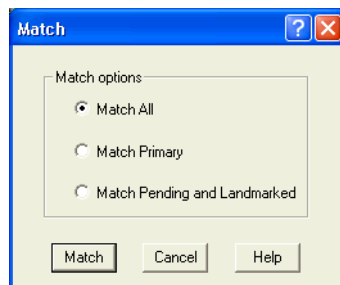 Match
Match options
Match All
Match Primary
Match Pending and Landmarked
Match Cancel Help